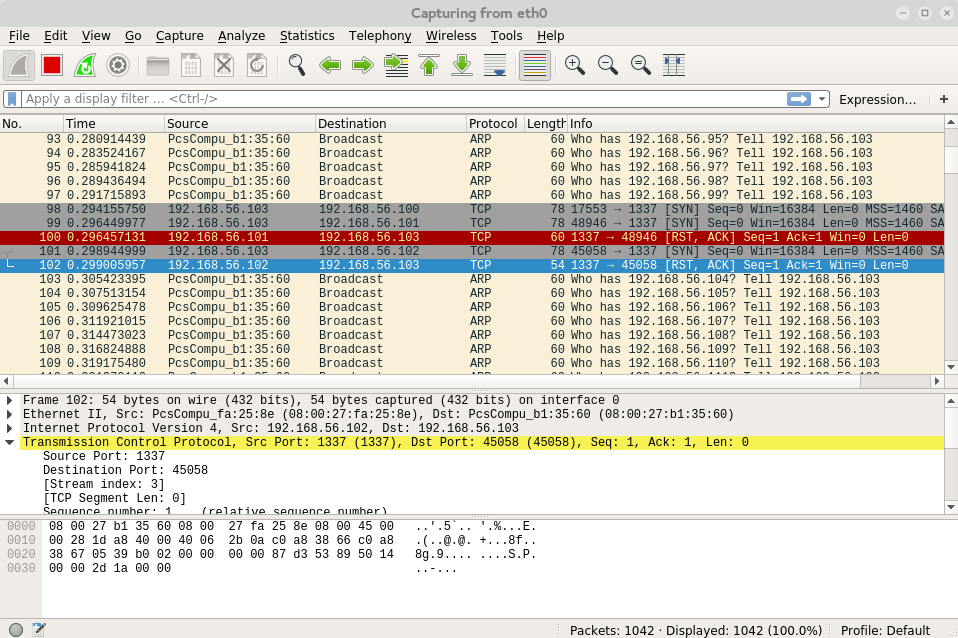 Capturing from eth0
File Edit View Go Capture Analyze Statistics Telephony Wireless Tools Help
Apply a display filter ... <Ctrl-/> Expression... +
No. Time Source Destination Protocol Length Info
93 0.280914439 PcsCompu_b1:35:60 Broadcast ARP 60 Who has 192.168.56.95? Tell 192.168.56.103
94 0.283524167 PcsCompu_b1:35:60 Broadcast ARP 60 Who has 192.168.56.96? Tell 192.168.56.103
95 0.285941824 PcsCompu_b1:35:60 Broadcast ARP 60 Who has 192.168.56.97? Tell 192.168.56.103
96 0.289436494 PcsCompu_b1:35:60 Broadcast ARP 60 Who has 192.168.56.98? Tell 192.168.56.103
97 0.291715893 PcsCompu_b1:35:60 Broadcast ARP 60 Who has 192.168.56.99? Tell 192.168.56.103
98 0.294155750 192.168.56.103 192.168.56.100 TCP 78 17553 → 1337 [SYN] Seq=0 Win=16384 Len=0 MSS=1460 SA
99 0.296449977 192.168.56.103 192.168.56.101 TCP 78 48946 → 1337 [SYN] Seq=0 Win=16384 Len=0 MSS=1460 SA
100 0.296457131 192.168.56.101 192.168.56.103 TCP 60 1337 → 48946 [RST, ACK] Seq=1 Ack=1 Win=0 Len=0
101 0.298944999 192.168.56.103 192.168.56.102 TCP 78 45058 → 1337 [SYN] Seq=0 Win=16384 Len=0 MSS=1460 SA
102 0.299005957 192.168.56.102 192.168.56.103 TCP 54 1337 → 45058 [RST, ACK] Seq=1 Ack=1 Win=0 Len=0
103 0.305423395 PcsCompu_b1:35:60 Broadcast ARP 60 Who has 192.168.56.104? Tell 192.168.56.103
104 0.307513154 PcsCompu_b1:35:60 Broadcast ARP 60 Who has 192.168.56.105? Tell 192.168.56.103
105 0.309625478 PcsCompu_b1:35:60 Broadcast ARP 60 Who has 192.168.56.106? Tell 192.168.56.103
106 0.311921015 PcsCompu_b1:35:60 Broadcast ARP 60 Who has 192.168.56.107? Tell 192.168.56.103
107 0.314473023 PcsCompu_b1:35:60 Broadcast ARP 60 Who has 192.168.56.108? Tell 192.168.56.103
108 0.316824888 PcsCompu_b1:35:60 Broadcast ARP 60 Who has 192.168.56.109? Tell 192.168.56.103
109 0.319175480 PcsCompu_b1:35:60 Broadcast ARP 60 Who has 192.168.56.110? Tell 192.168.56.103
Frame 102: 54 bytes on wire (432 bits), 54 bytes captured (432 bits) on interface 0
Ethernet II, Src: PcsCompu_fa:25:8e (08:00:27:fa:25:8e), Dst: PcsCompu_b1:35:60 (08:00:27:b1:35:60)
Internet Protocol Version 4, Src: 192.168.56.102, Dst: 192.168.56.103
Transmission Control Protocol, Src Port: 1337 (1337), Dst Port: 45058 (45058), Seq: 1, Ack: 1, Len: 0
Source Port: 1337
Destination Port: 45058
[Stream index: 3]
[TCP Segment Len: 0]
Sequence number: 1 (relative sequence number)
0000 08 00 27 b1 35 60 08 00 27 fa 25 8e 08 00 45 00 ..'.5`.. '.%...E.
0010 00 28 1d a8 40 00 40 06 2b 0a c0 a8 38 66 c0 a8 .(..@.@. +...8f..
0020 38 67 05 39 b0 02 00 00 00 00 87 d3 53 89 50 14 8g.9.... ....S.P.
0030 00 00 2d 1a 00 00 ..-...
Packets: 1042 · Displayed: 1042 (100.0%) Profile: Default